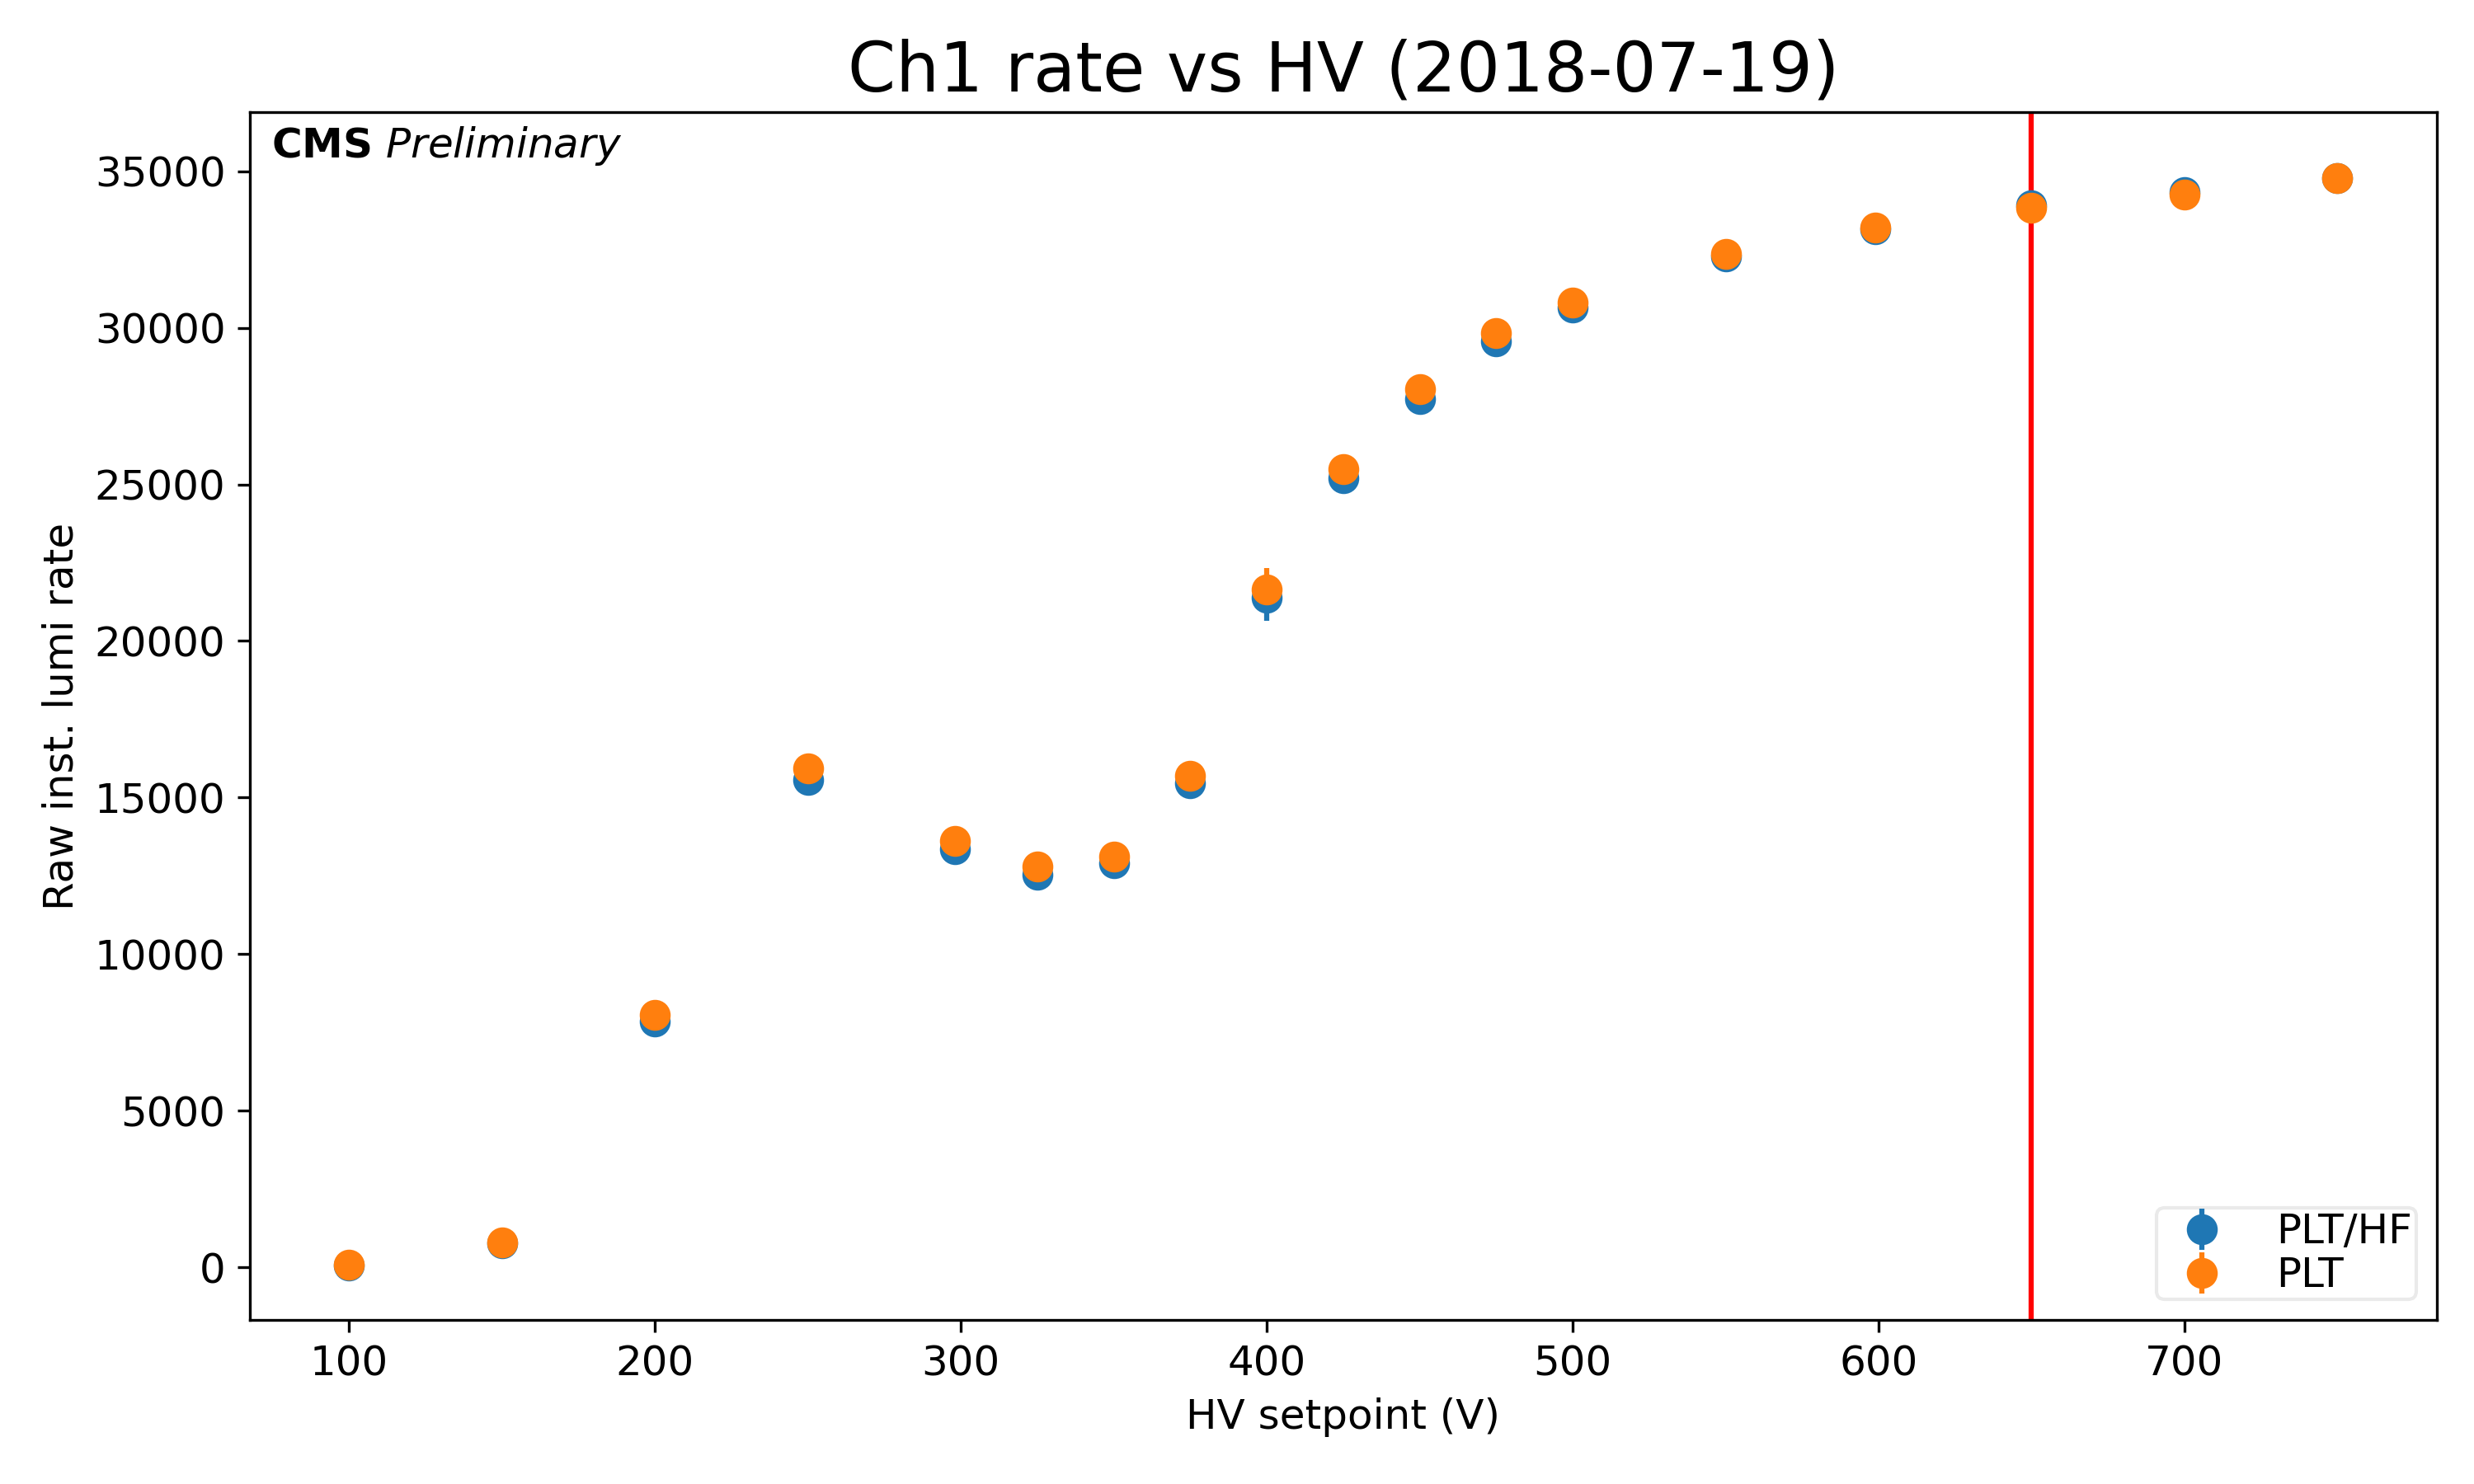 Ch1 rate vs HV (2018-07-19)
CMS Preliminary
35000
30000
25000
20000
15000
10000
5000
0
Raw inst. lumi rate
PLT/HF
PLT
100 200 300 400 500 600 700
HV setpoint (V)